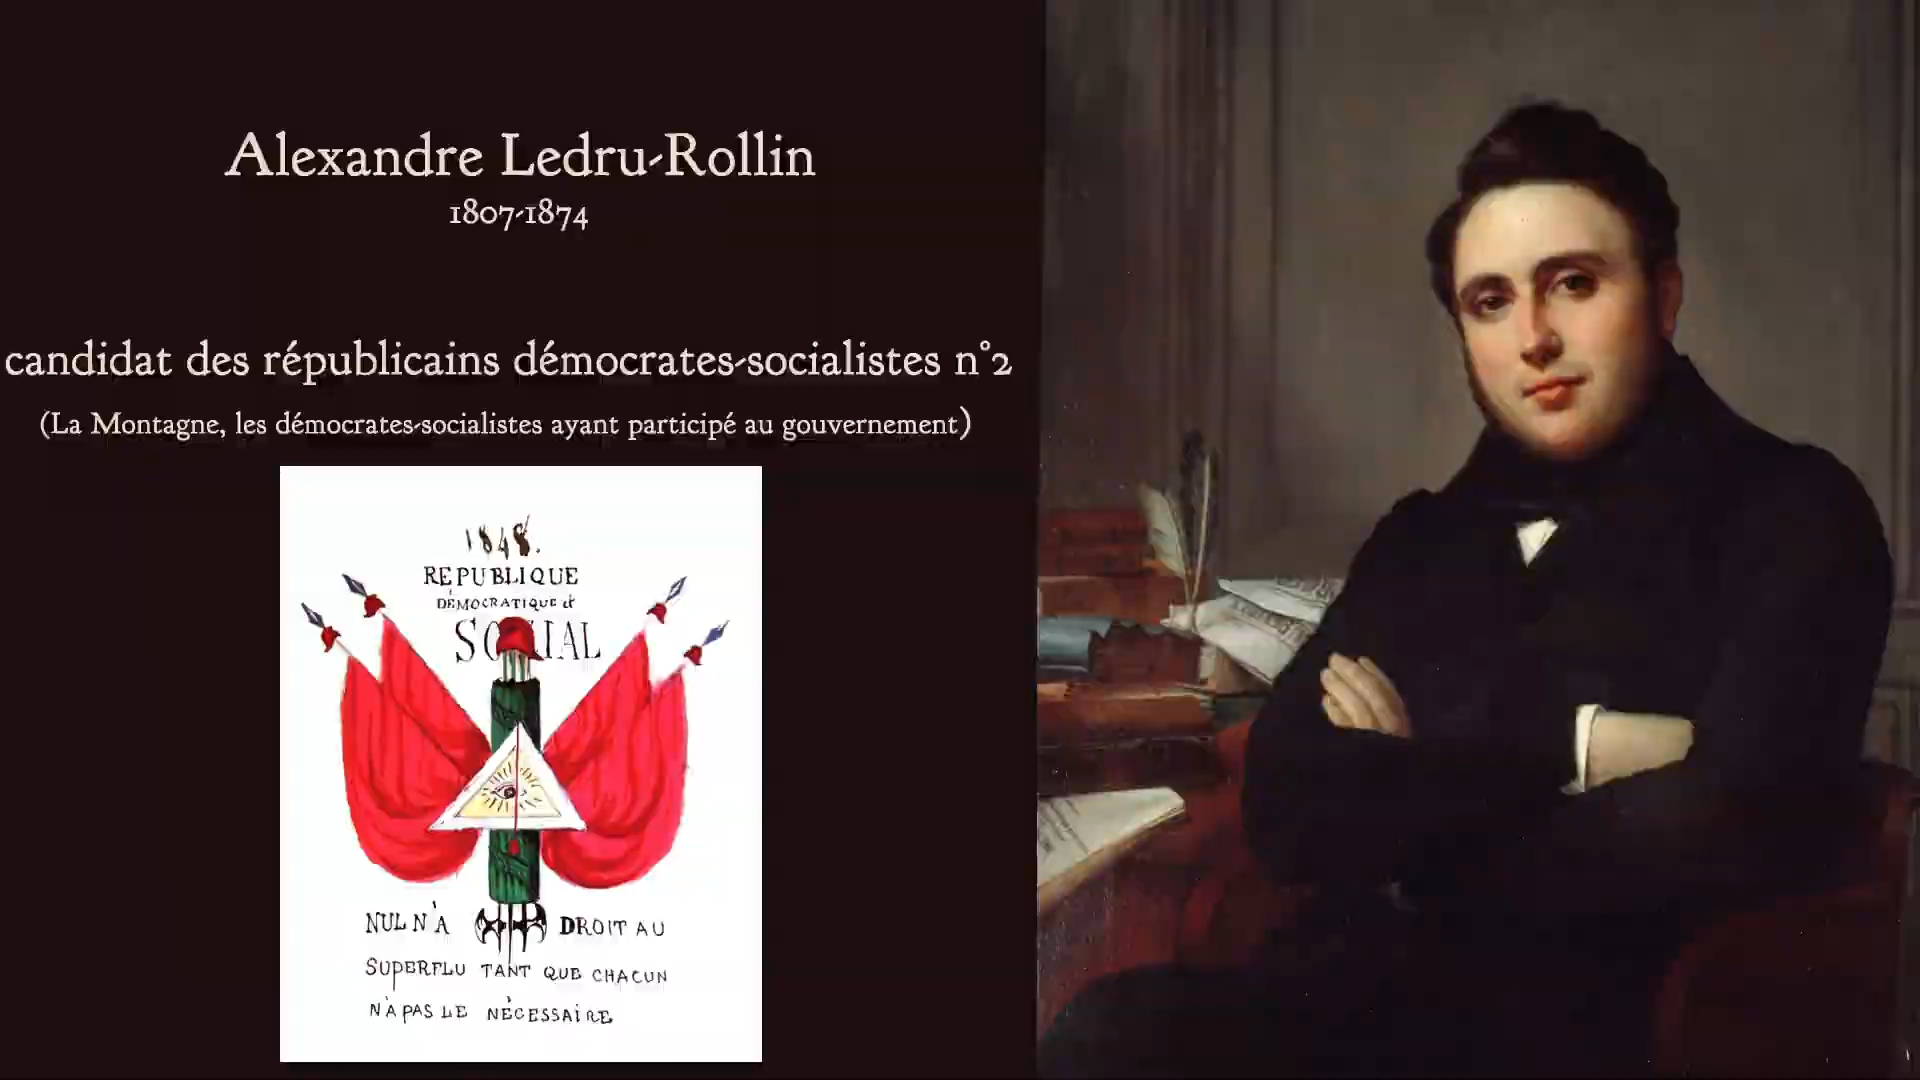 Alexandre Ledru-Rollin
1807-1874
candidat des républicains démocrates-socialistes n°2
(La Montagne, les démocrates-socialistes ayant participé au gouvernement)
1848.
REPUBLIQUE
DÉMOCRATIQUE et
SOCIAL
NUL N'A DROIT AU
SUPERFLU TANT QUE CHACUN
N'A PAS LE NÉCESSAIRE